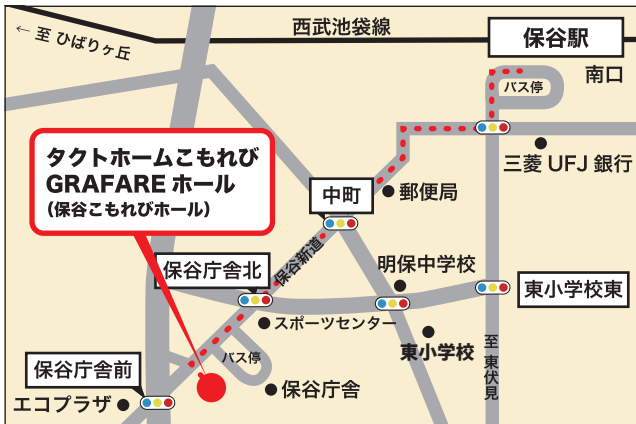 西武池袋線
← 至 ひばりヶ丘
保谷駅
南口
バス停
三菱 UFJ 銀行
タクトホームこもれび
GRAFARE ホール
(保谷こもれびホール)
中町
郵便局
保谷新道
保谷庁舎北
明保中学校
東小学校東
スポーツセンター
東小学校
至 東伏見
バス停
保谷庁舎前
保谷庁舎
エコプラザ